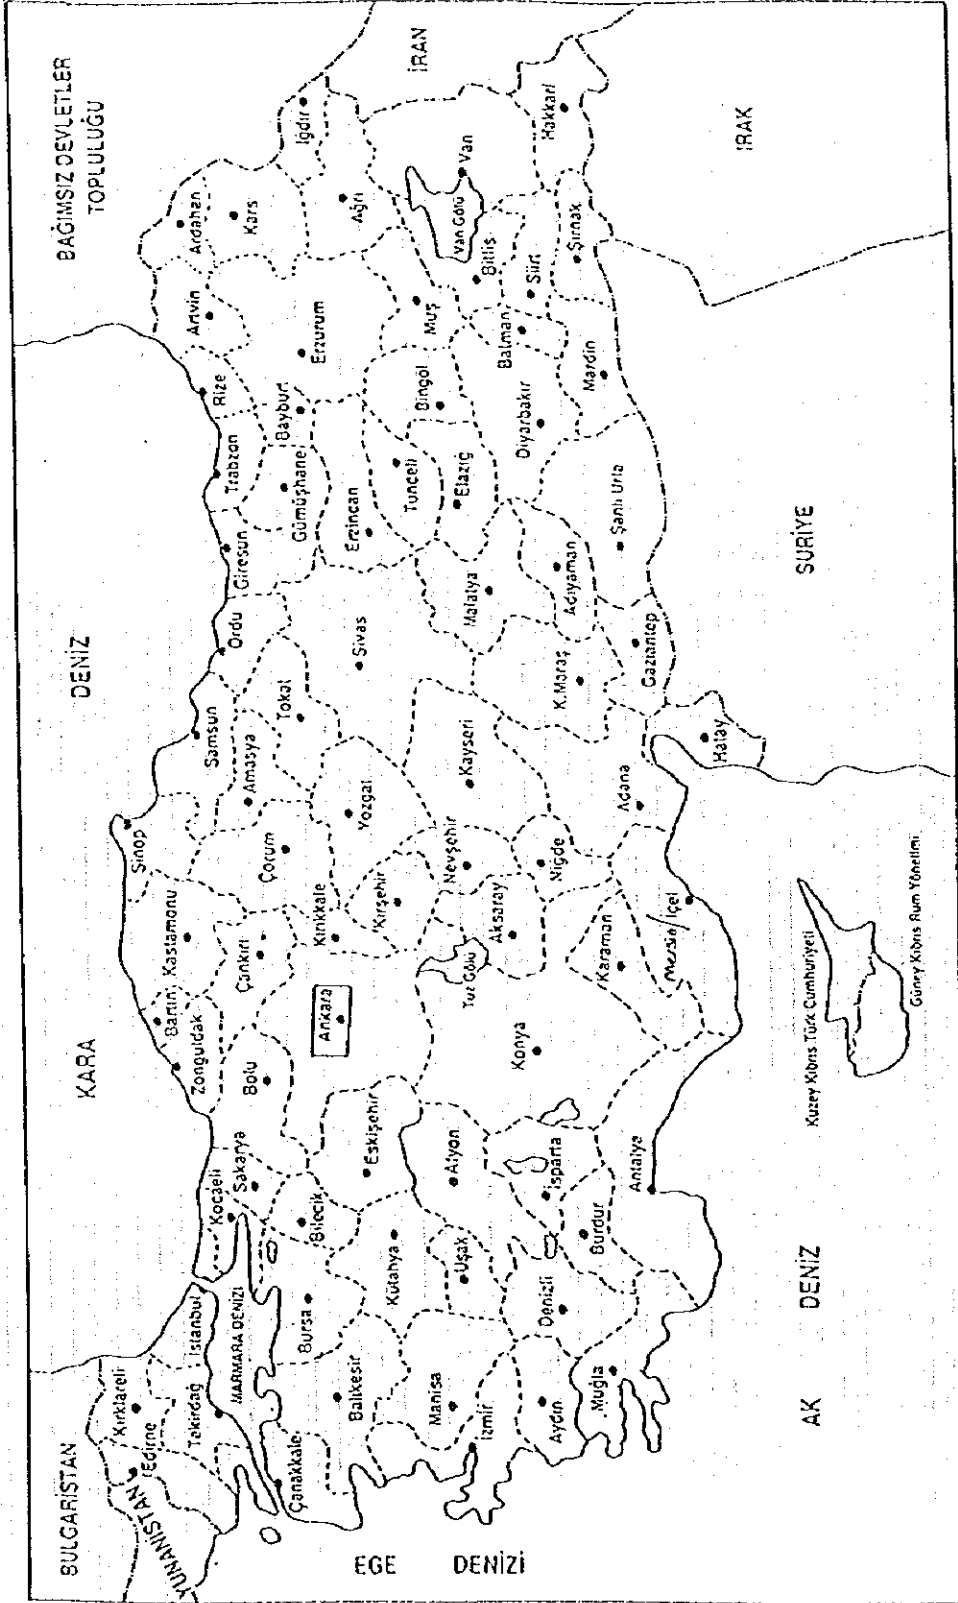 BULGARİSTAN
YUNANİSTAN
KARA
DENİZ
BAĞIMSIZ DEVLETLER
TOPLULUĞU
İRAN
IRAK
SURİYE
AK
DENİZ
EGE
DENİZİ
MARMARA DENİZİ
Kırklareli
Edirne
Tekirdağ
İstanbul
Çanakkale
Kocaeli
Sakarya
Bilecik
Bursa
Balıkesir
Kütahya
Eskişehir
Manisa
Uşak
Afyon
İzmir
Aydın
Denizli
Muğla
Burdur
Isparta
Antalya
Zonguldak
Bartın
Kastamonu
Sinop
Bolu
Çankırı
Çorum
Ankara
Kırıkkale
Kırşehir
Yozgat
Tuz Gölü
Aksaray
Nevşehir
Kayseri
Niğde
Konya
Karaman
mersin/İçel
Adana
Hatay
Samsun
Amasya
Tokat
Ordu
Giresun
Trabzon
Rize
Artvin
Ardahan
Kars
Iğdır
Sivas
Gümüşhane
Bayburt
Erzincan
Erzurum
Ağrı
Tunceli
Bingöl
Muş
Elazığ
Malatya
Van Gölü
Van
Bitlis
Batman
Siirt
Hakkari
Şırnak
Diyarbakır
Mardin
Adıyaman
Şanlı Urfa
K.Maraş
Gaziantep
Kuzey Kıbrıs Türk Cumhuriyeti
Güney Kıbrıs Rum Yönetimi